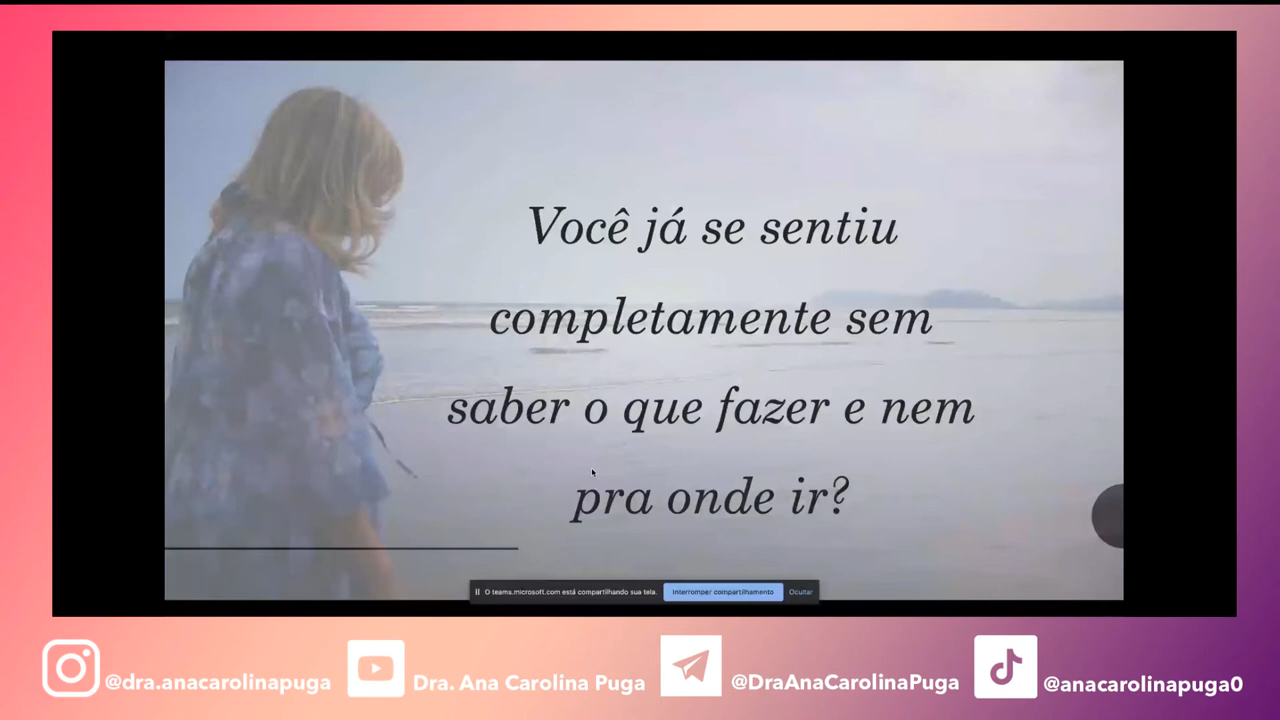 Você já se sentiu
completamente sem
saber o que fazer e nem
pra onde ir?
O teams.microsoft.com está compartilhando sua tela.
Interromper compartilhamento
Ocultar
@dra.anacarolinapuga
Dra. Ana Carolina Puga
@DraAnaCarolinaPuga
@anacarolinapuga0